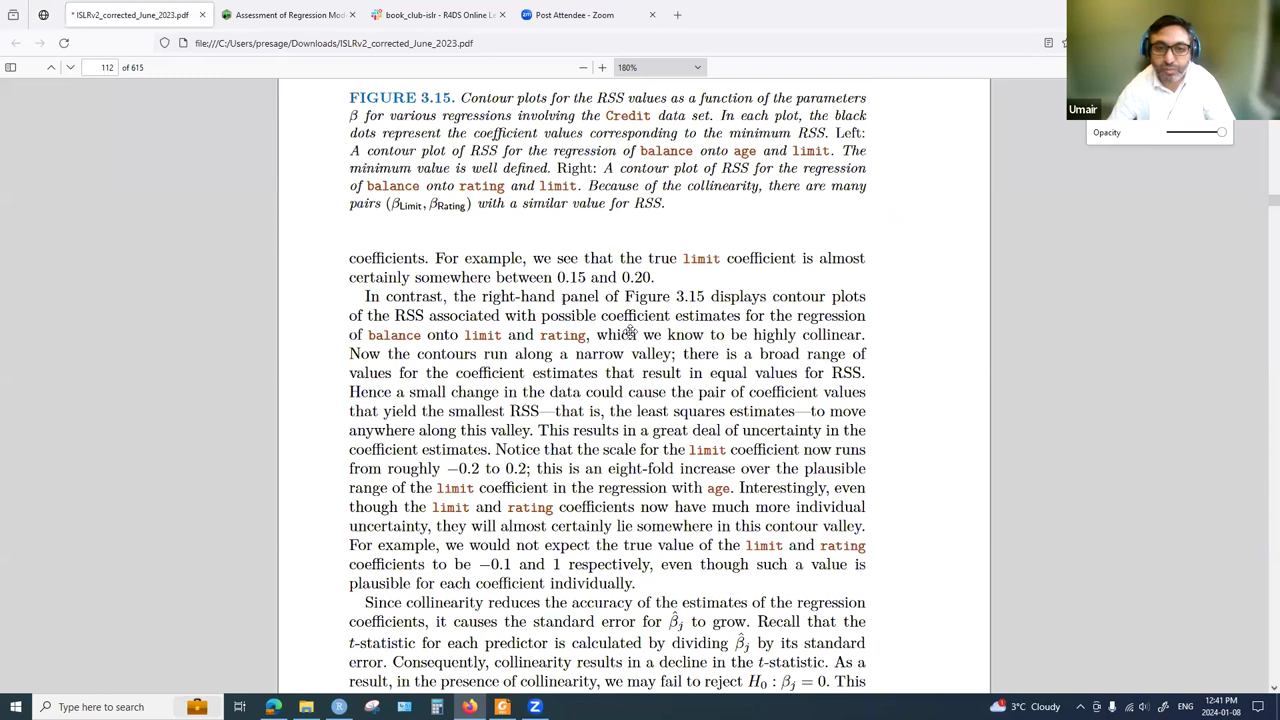 * ISLRv2_corrected_June_2023.pdf
Assessment of Regression Mod
book_club-islr - R4DS Online Le
Post Attendee - Zoom
file:///C:/Users/presage/Downloads/ISLRv2_corrected_June_2023.pdf
112 of 615
180%
Umair
Opacity
FIGURE 3.15. Contour plots for the RSS values as a function of the parameters
β for various regressions involving the Credit data set. In each plot, the black
dots represent the coefficient values corresponding to the minimum RSS. Left:
A contour plot of RSS for the regression of balance onto age and limit. The
minimum value is well defined. Right: A contour plot of RSS for the regression
of balance onto rating and limit. Because of the collinearity, there are many
pairs (βLimit, βRating) with a similar value for RSS.
coefficients. For example, we see that the true limit coefficient is almost
certainly somewhere between 0.15 and 0.20.
In contrast, the right-hand panel of Figure 3.15 displays contour plots
of the RSS associated with possible coefficient estimates for the regression
of balance onto limit and rating, which we know to be highly collinear.
Now the contours run along a narrow valley; there is a broad range of
values for the coefficient estimates that result in equal values for RSS.
Hence a small change in the data could cause the pair of coefficient values
that yield the smallest RSS—that is, the least squares estimates—to move
anywhere along this valley. This results in a great deal of uncertainty in the
coefficient estimates. Notice that the scale for the limit coefficient now runs
from roughly −0.2 to 0.2; this is an eight-fold increase over the plausible
range of the limit coefficient in the regression with age. Interestingly, even
though the limit and rating coefficients now have much more individual
uncertainty, they will almost certainly lie somewhere in this contour valley.
For example, we would not expect the true value of the limit and rating
coefficients to be −0.1 and 1 respectively, even though such a value is
plausible for each coefficient individually.
Since collinearity reduces the accuracy of the estimates of the regression
coefficients, it causes the standard error for β̂j to grow. Recall that the
t-statistic for each predictor is calculated by dividing β̂j by its standard
error. Consequently, collinearity results in a decline in the t-statistic. As a
result, in the presence of collinearity, we may fail to reject H0 : βj = 0. This
Type here to search
3°C Cloudy
ENG
12:41 PM
2024-01-08